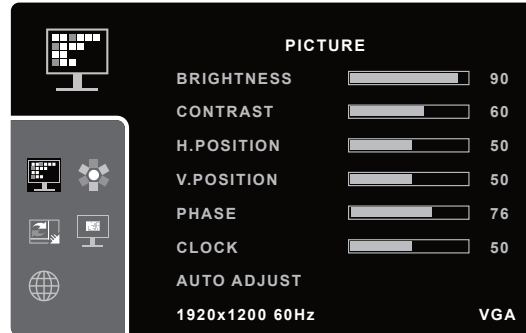 PICTURE
BRIGHTNESS 90
CONTRAST 60
H.POSITION 50
V.POSITION 50
PHASE 76
CLOCK 50
AUTO ADJUST
1920x1200 60Hz VGA